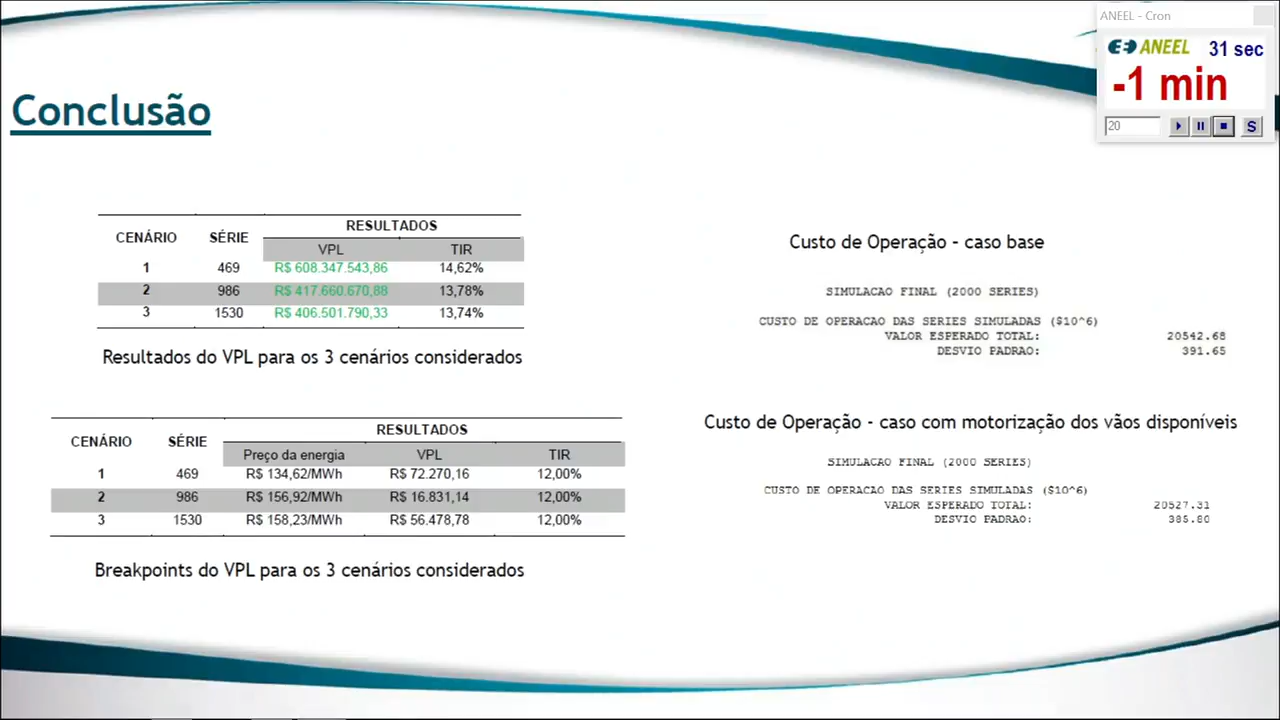 ANEEL - Cron
ANEEL 31 sec
-1 min
20
S
Conclusão
CENÁRIO SÉRIE RESULTADOS
VPL TIR
1 469 R$ 608.347.543,86 14,62%
2 986 R$ 417.660.670,88 13,78%
3 1530 R$ 406.501.790,33 13,74%
Resultados do VPL para os 3 cenários considerados
CENÁRIO SÉRIE RESULTADOS
Preço da energia VPL TIR
1 469 R$ 134,62/MWh R$ 72.270,16 12,00%
2 986 R$ 156,92/MWh R$ 16.831,14 12,00%
3 1530 R$ 158,23/MWh R$ 56.478,78 12,00%
Breakpoints do VPL para os 3 cenários considerados
Custo de Operação - caso base
SIMULACAO FINAL (2000 SERIES)
CUSTO DE OPERACAO DAS SERIES SIMULADAS ($10^6)
VALOR ESPERADO TOTAL: 20542.68
DESVIO PADRAO: 391.65
Custo de Operação - caso com motorização dos vãos disponíveis
SIMULACAO FINAL (2000 SERIES)
CUSTO DE OPERACAO DAS SERIES SIMULADAS ($10^6)
VALOR ESPERADO TOTAL: 20527.31
DESVIO PADRAO: 385.80